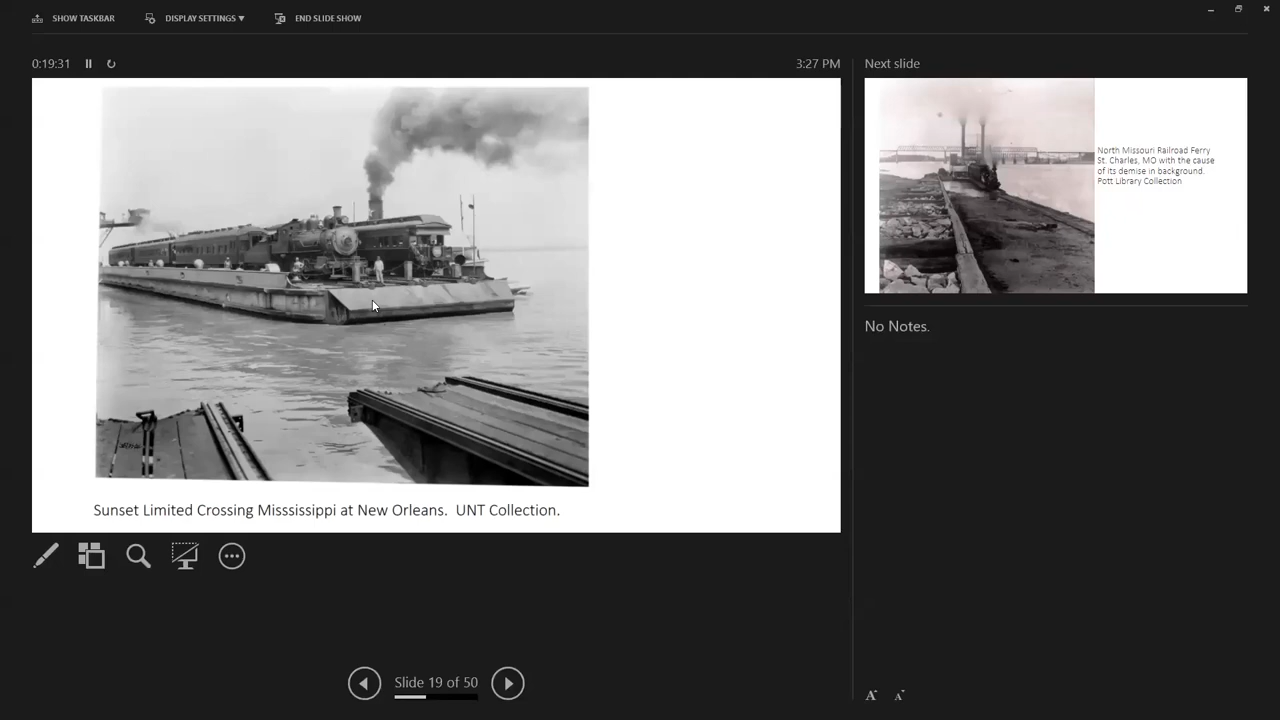 SHOW TASKBAR
DISPLAY SETTINGS ▼
END SLIDE SHOW
0:19:31
3:27 PM
Next slide
North Missouri Railroad Ferry
St. Charles, MO with the cause
of its demise in background.
Pott Library Collection
No Notes.
Sunset Limited Crossing Misssissippi at New Orleans.  UNT Collection.
Slide 19 of 50
A
A